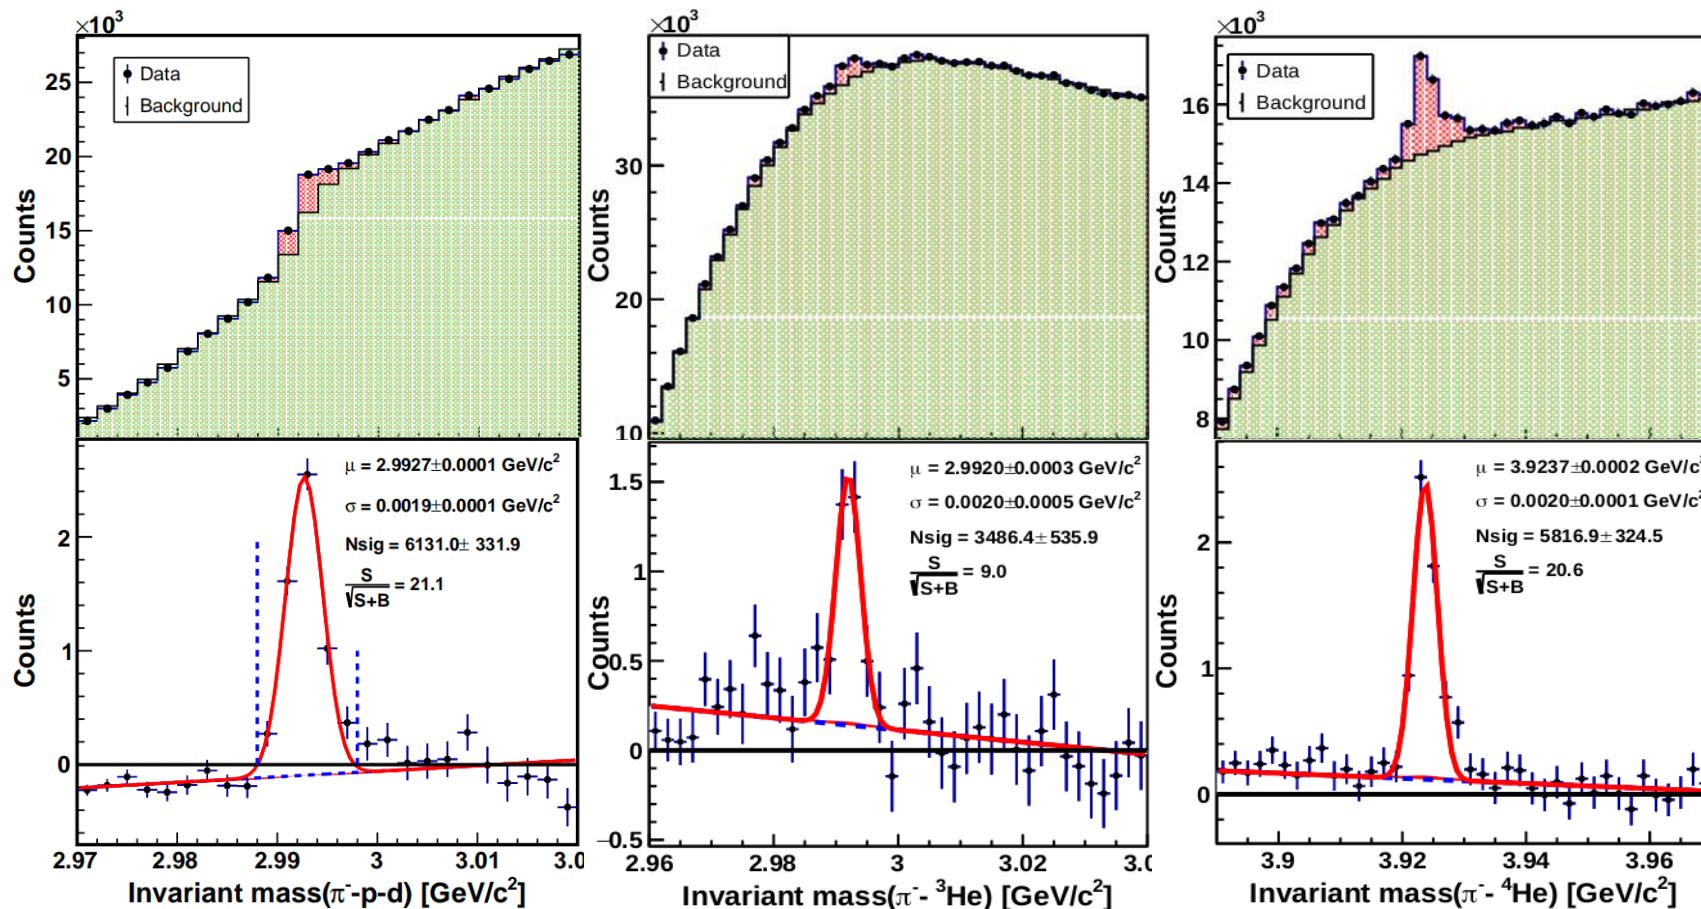 ×10³
Data
Background
25
20
15
10
5
Counts
μ = 2.9927±0.0001 GeV/c²
σ = 0.0019±0.0001 GeV/c²
Nsig = 6131.0± 331.9
S/√S+B = 21.1
2
1
0
Counts
2.97 2.98 2.99 3 3.01 3.0
Invariant mass(π⁻-p-d) [GeV/c²]
×10³
Data
Background
30
20
10
Counts
μ = 2.9920±0.0003 GeV/c²
σ = 0.0020±0.0005 GeV/c²
Nsig = 3486.4±535.9
S/√S+B = 9.0
1.5
1
0.5
0
−0.5
Counts
2.96 2.98 3 3.02 3.0
Invariant mass(π⁻- ³He) [GeV/c²]
×10³
Data
Background
16
14
12
10
8
Counts
μ = 3.9237±0.0002 GeV/c²
σ = 0.0020±0.0001 GeV/c²
Nsig = 5816.9±324.5
S/√S+B = 20.6
2
1
0
Counts
3.9 3.92 3.94 3.96
Invariant mass(π⁻- ⁴He) [GeV/c²]